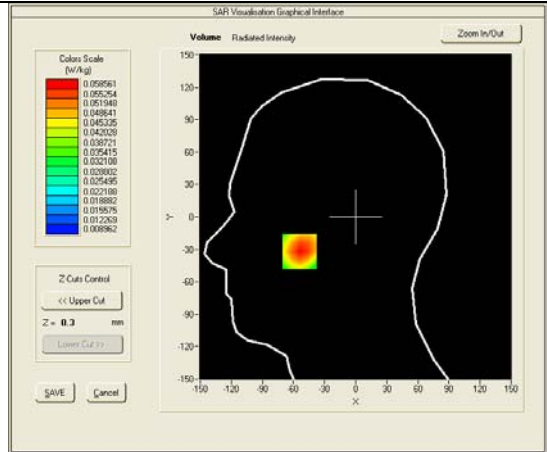 SAR Visualisation Graphical Interface
Volume Radiated Intensity
Zoom In/Out
Colors Scale
(W/kg)
0.058561
0.055254
0.051948
0.048641
0.045335
0.042028
0.038721
0.035415
0.032108
0.028802
0.025495
0.022188
0.018882
0.015575
0.012269
0.008962
Z Cuts Control
<< Upper Cut
Z = 0.3 mm
Lower Cut >>
SAVE
Cancel
150
120
90
60
30
0
-30
-60
-90
-120
-150
Y
-150 -120 -90 -60 -30 0 30 60 90 120 150
X